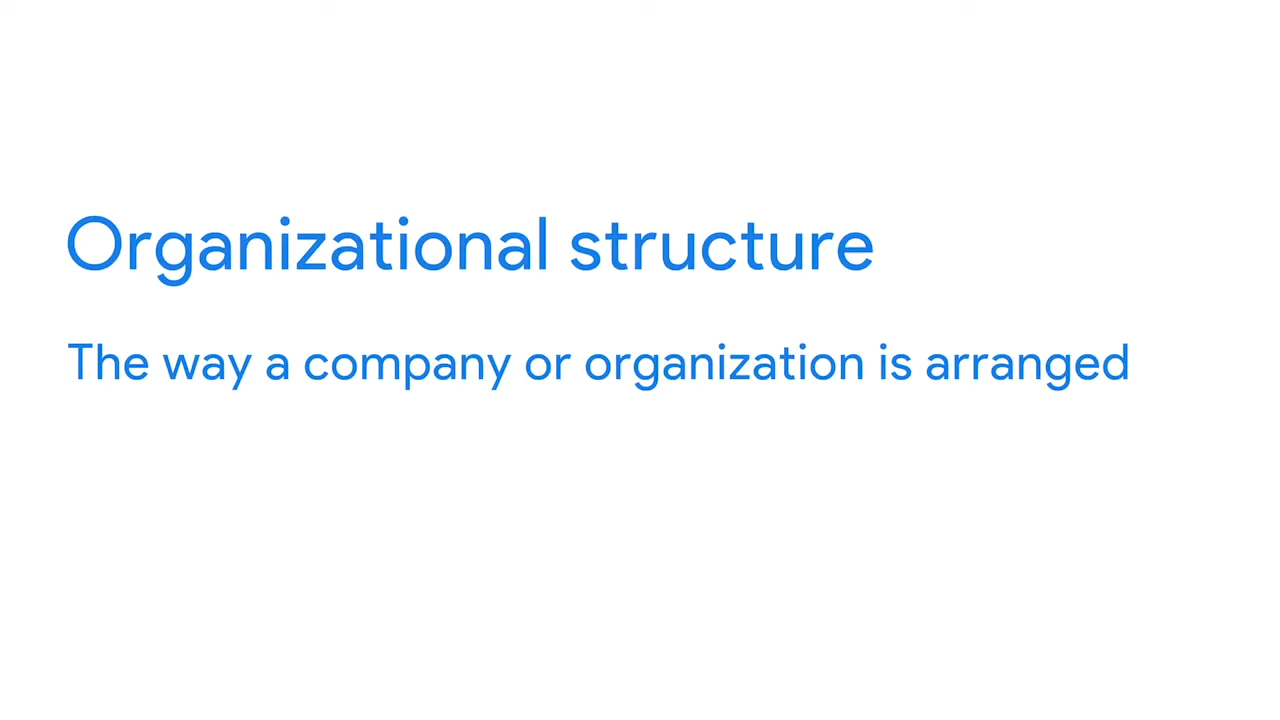 Organizational structure
The way a company or organization is arranged